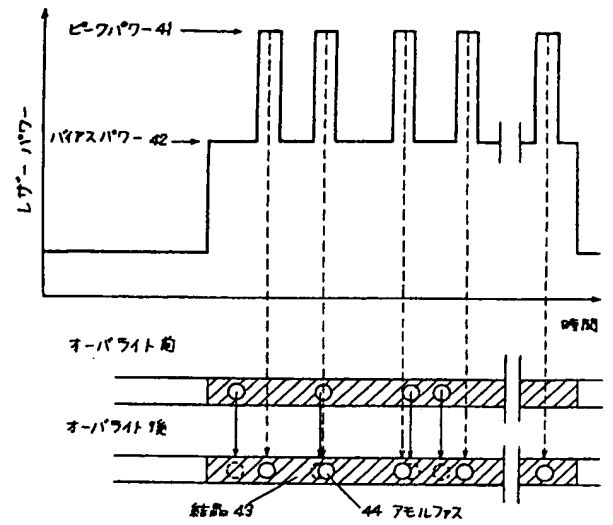 ピークパワー41
バイアスパワー 42
レザーパワー
時間
オーバライト前
オーバライト後
結晶43
44 アモルファス